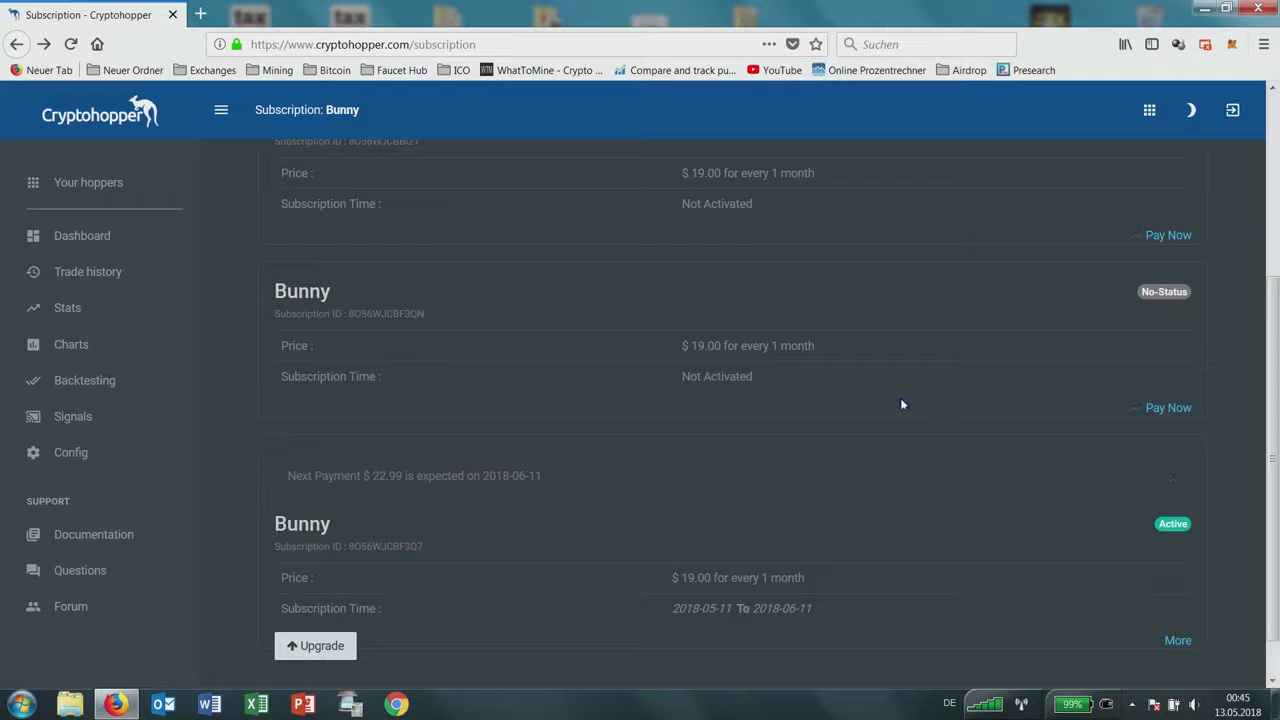 Subscription - Cryptohopper
https://www.cryptohopper.com/subscription
Suchen
Neuer Tab
Neuer Ordner
Exchanges
Mining
Bitcoin
Faucet Hub
ICO
WhatToMine - Crypto ...
Compare and track pu...
YouTube
Online Prozentrechner
Airdrop
Presearch
Cryptohopper
Subscription: Bunny
Your hoppers
Dashboard
Trade history
Stats
Charts
Backtesting
Signals
Config
SUPPORT
Documentation
Questions
Forum
Price :
$ 19.00 for every 1 month
Subscription Time :
Not Activated
Pay Now
Bunny
No-Status
Subscription ID : 8O56WJCBF3QN
Price :
$ 19.00 for every 1 month
Subscription Time :
Not Activated
Pay Now
Next Payment $ 22.99 is expected on 2018-06-11
Bunny
Active
Subscription ID : 8O56WJCBF3Q7
Price :
$ 19.00 for every 1 month
Subscription Time :
2018-05-11 To 2018-06-11
Upgrade
More
DE
99%
00:45
13.05.2018